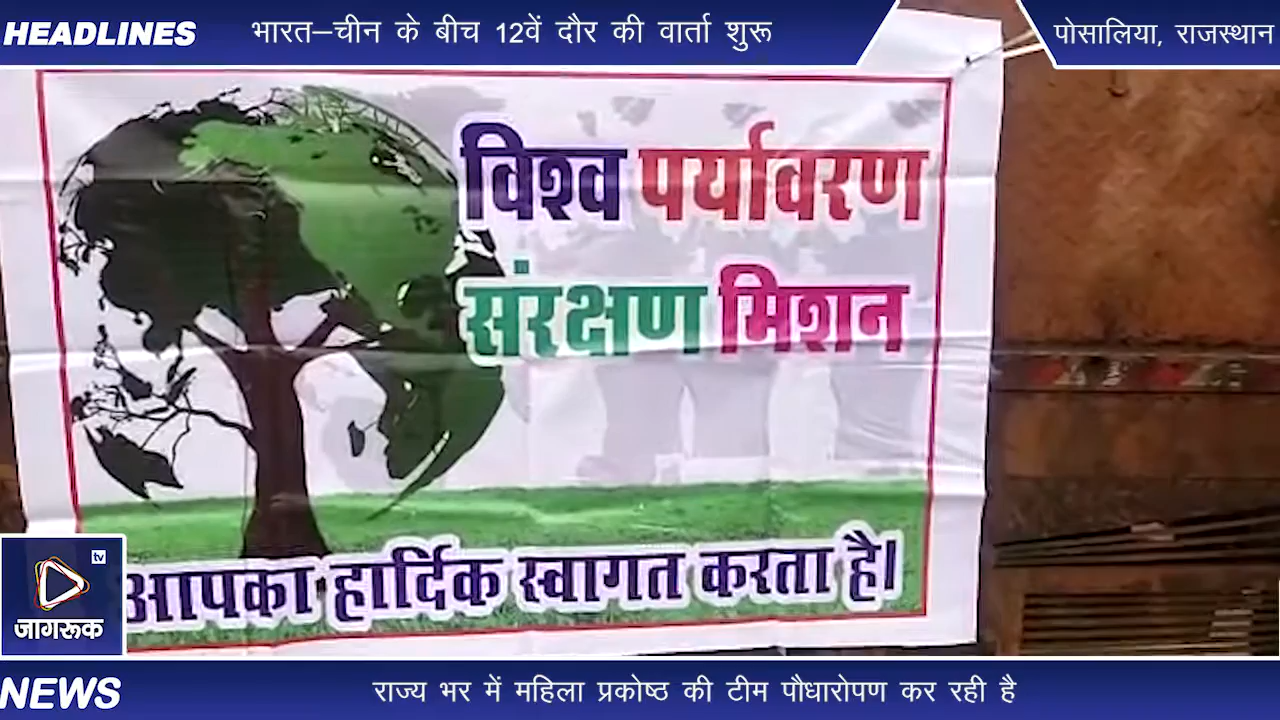 HEADLINES भारत–चीन के बीच 12वें दौर की वार्ता शुरू पोसालिया, राजस्थान
विश्व पर्यावरण
संरक्षण मिशन
आपका हार्दिक स्वागत करता है।
tv
जागरूक
NEWS राज्य भर में महिला प्रकोष्ठ की टीम पौधारोपण कर रही है